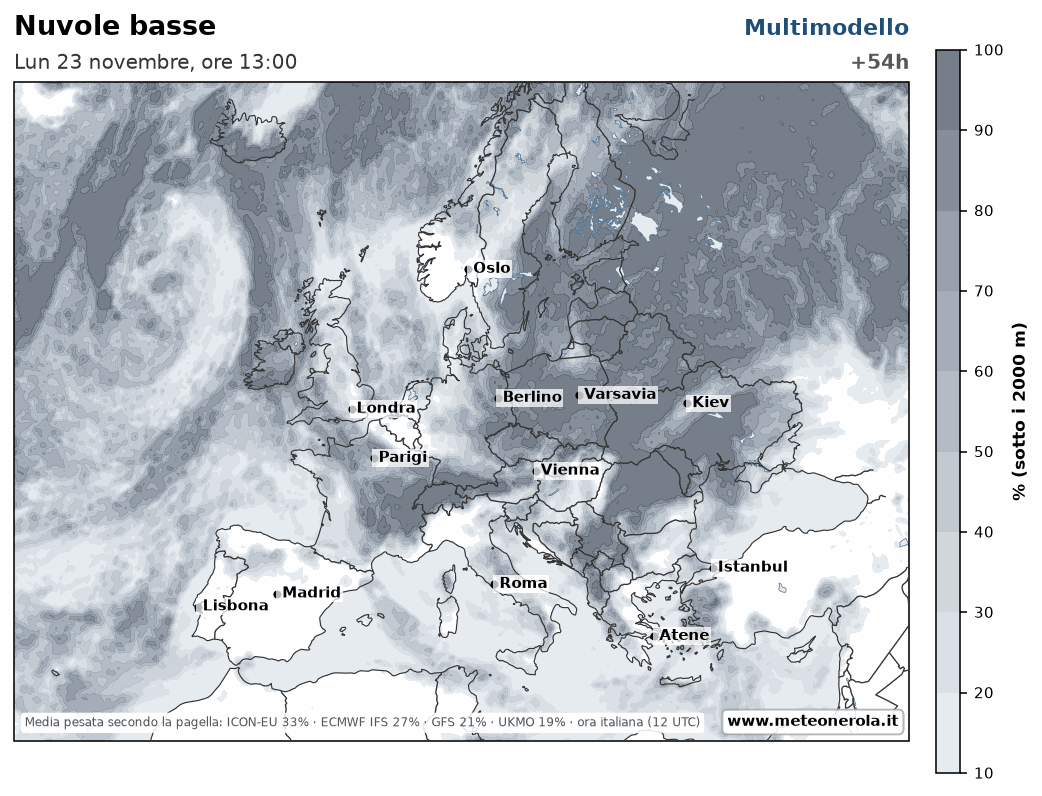 Nuvole basse
Multimodello
Lun 23 novembre, ore 13:00
+54h
100
90
80
70
60
50
40
30
20
10
% (sotto i 2000 m)
Oslo
Berlino
Varsavia
Kiev
Londra
Parigi
Vienna
Istanbul
Roma
Madrid
Lisbona
Atene
Media pesata secondo la pagella: ICON-EU 33% · ECMWF IFS 27% · GFS 21% · UKMO 19% · ora italiana (12 UTC)
www.meteonerola.it